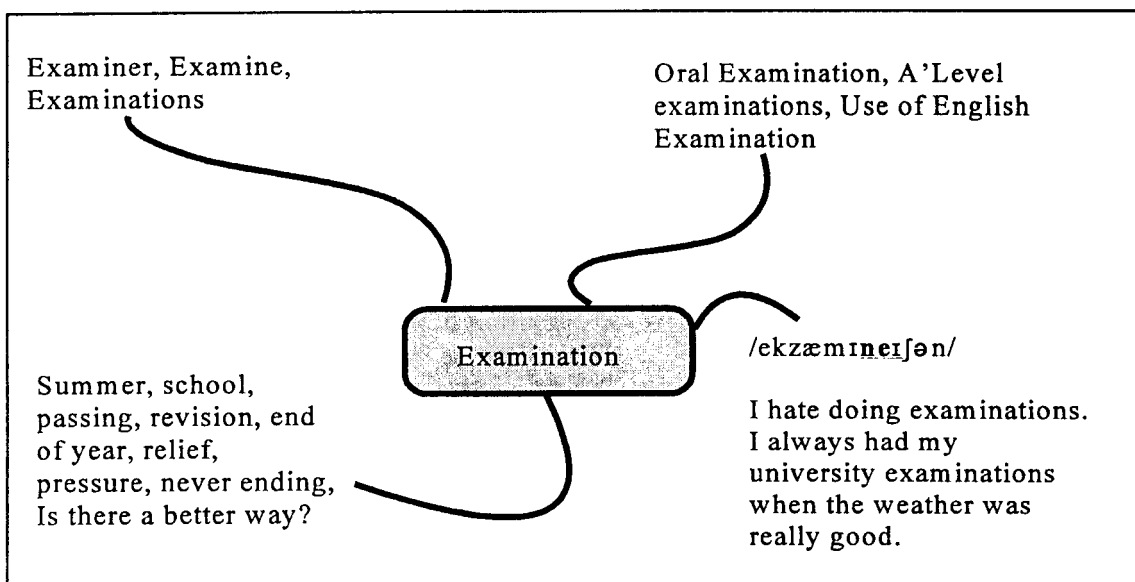 Examiner, Examine,
Examinations
Oral Examination, A'Level
examinations, Use of English
Examination
Examination
/ekzæmɪneɪʃən/
Summer, school,
passing, revision, end
of year, relief,
pressure, never ending,
Is there a better way?
I hate doing examinations.
I always had my
university examinations
when the weather was
really good.